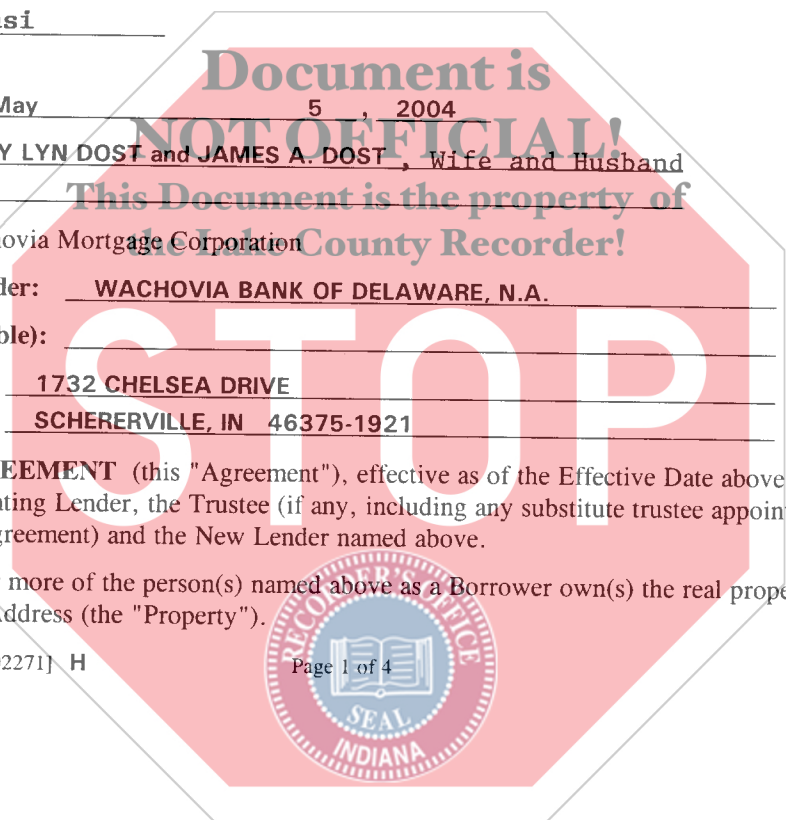 asi
Document is
May 5 , 2004
NOT OFFICIAL!
Y LYN DOST and JAMES A. DOST , Wife and Husband
This Document is the property of
hovia Mortgage Corporation
the Lake County Recorder!
der: WACHOVIA BANK OF DELAWARE, N.A.
ble):
STOP
1732 CHELSEA DRIVE
SCHERERVILLE, IN 46375-1921
EEMENT (this "Agreement"), effective as of the Effective Date above
ating Lender, the Trustee (if any, including any substitute trustee appoin
greement) and the New Lender named above.
more of the person(s) named above as a Borrower own(s) the real prope
Address (the "Property").
2271] H Page 1 of 4
RECORDER'S OFFICE
SEAL
INDIANA